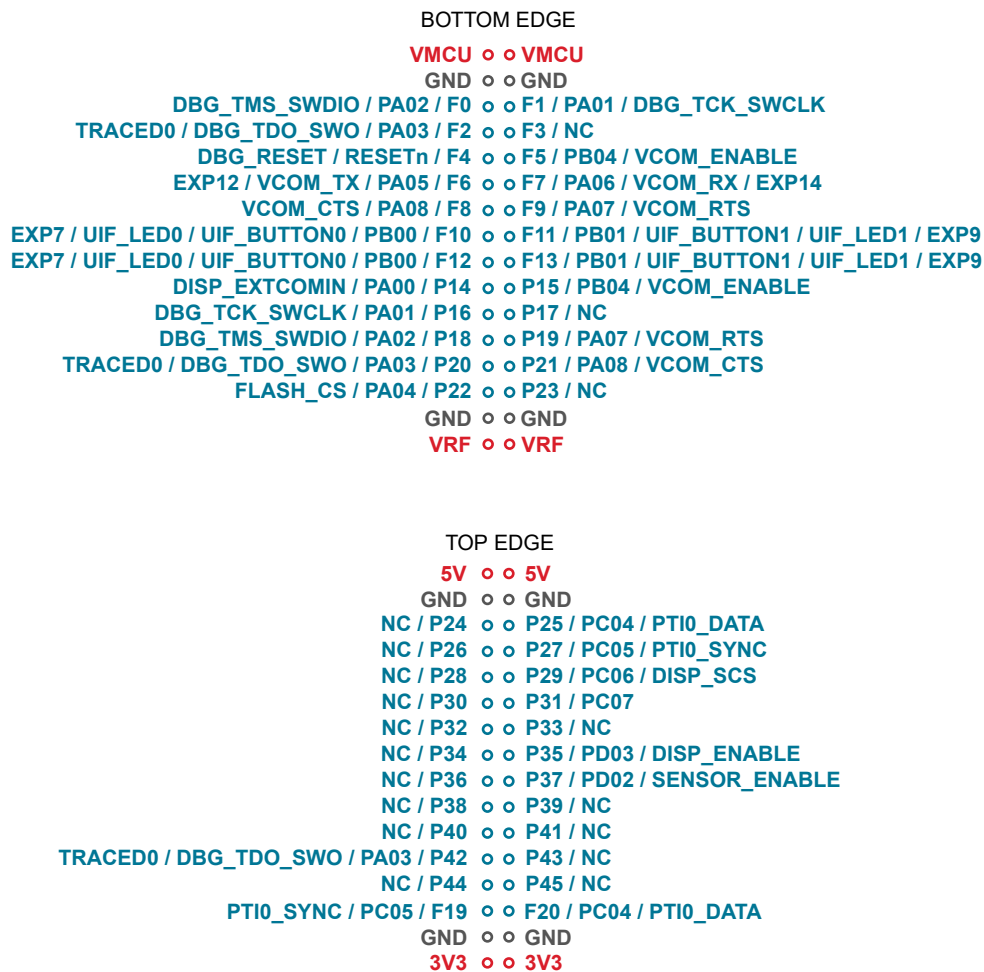 BOTTOM EDGE
VMCU VMCU
GND GND
DBG_TMS_SWDIO / PA02 / F0 F1 / PA01 / DBG_TCK_SWCLK
TRACED0 / DBG_TDO_SWO / PA03 / F2 F3 / NC
DBG_RESET / RESETn / F4 F5 / PB04 / VCOM_ENABLE
EXP12 / VCOM_TX / PA05 / F6 F7 / PA06 / VCOM_RX / EXP14
VCOM_CTS / PA08 / F8 F9 / PA07 / VCOM_RTS
EXP7 / UIF_LED0 / UIF_BUTTON0 / PB00 / F10 F11 / PB01 / UIF_BUTTON1 / UIF_LED1 / EXP9
EXP7 / UIF_LED0 / UIF_BUTTON0 / PB00 / F12 F13 / PB01 / UIF_BUTTON1 / UIF_LED1 / EXP9
DISP_EXTCOMIN / PA00 / P14 P15 / PB04 / VCOM_ENABLE
DBG_TCK_SWCLK / PA01 / P16 P17 / NC
DBG_TMS_SWDIO / PA02 / P18 P19 / PA07 / VCOM_RTS
TRACED0 / DBG_TDO_SWO / PA03 / P20 P21 / PA08 / VCOM_CTS
FLASH_CS / PA04 / P22 P23 / NC
GND GND
VRF VRF
TOP EDGE
5V 5V
GND GND
NC / P24 P25 / PC04 / PTI0_DATA
NC / P26 P27 / PC05 / PTI0_SYNC
NC / P28 P29 / PC06 / DISP_SCS
NC / P30 P31 / PC07
NC / P32 P33 / NC
NC / P34 P35 / PD03 / DISP_ENABLE
NC / P36 P37 / PD02 / SENSOR_ENABLE
NC / P38 P39 / NC
NC / P40 P41 / NC
TRACED0 / DBG_TDO_SWO / PA03 / P42 P43 / NC
NC / P44 P45 / NC
PTI0_SYNC / PC05 / F19 F20 / PC04 / PTI0_DATA
GND GND
3V3 3V3